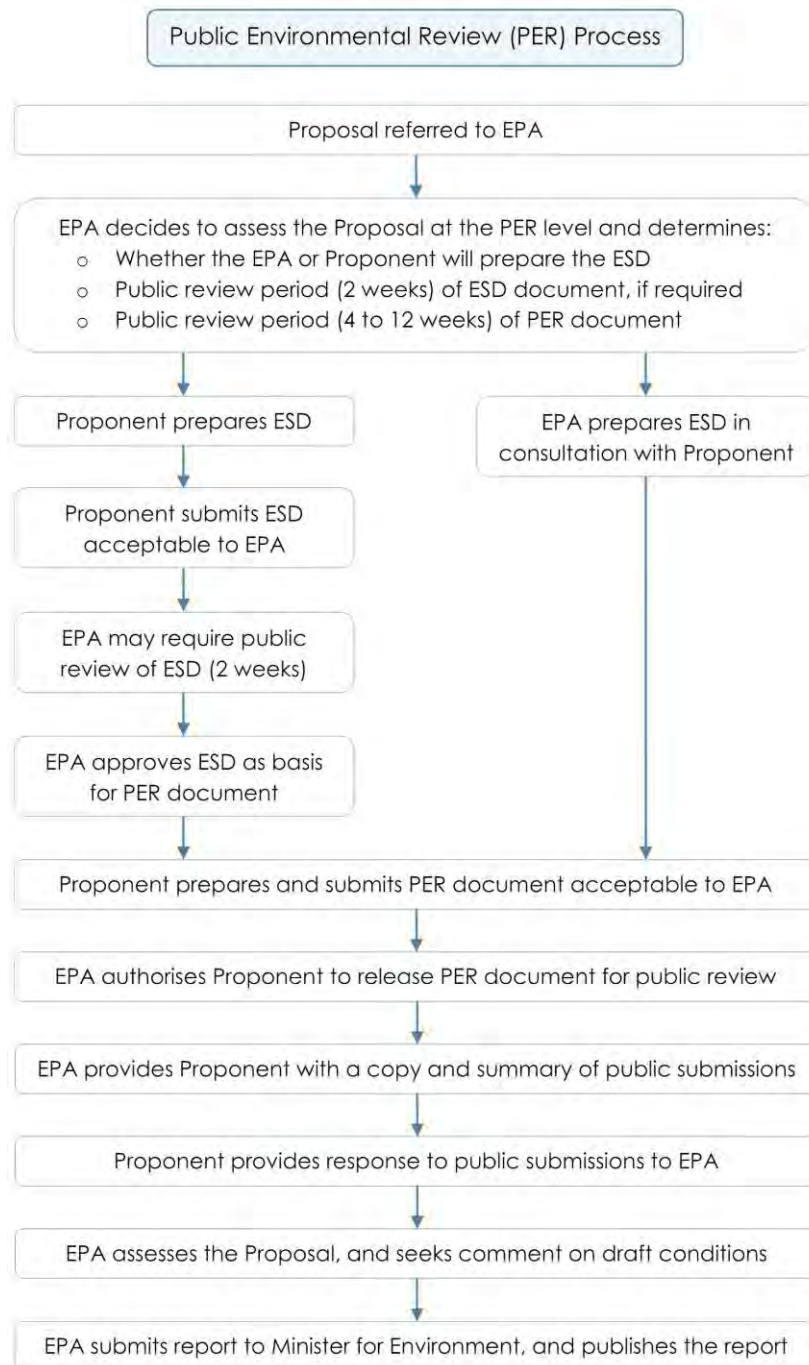 Public Environmental Review (PER) Process
Proposal referred to EPA
EPA decides to assess the Proposal at the PER level and determines:
o Whether the EPA or Proponent will prepare the ESD
o Public review period (2 weeks) of ESD document, if required
o Public review period (4 to 12 weeks) of PER document
Proponent prepares ESD
Proponent submits ESD
acceptable to EPA
EPA may require public
review of ESD (2 weeks)
EPA approves ESD as basis
for PER document
EPA prepares ESD in
consultation with Proponent
Proponent prepares and submits PER document acceptable to EPA
EPA authorises Proponent to release PER document for public review
EPA provides Proponent with a copy and summary of public submissions
Proponent provides response to public submissions to EPA
EPA assesses the Proposal, and seeks comment on draft conditions
EPA submits report to Minister for Environment, and publishes the report